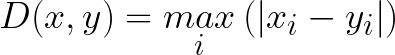 D(x, y) = max_i (|x_i − y_i|)